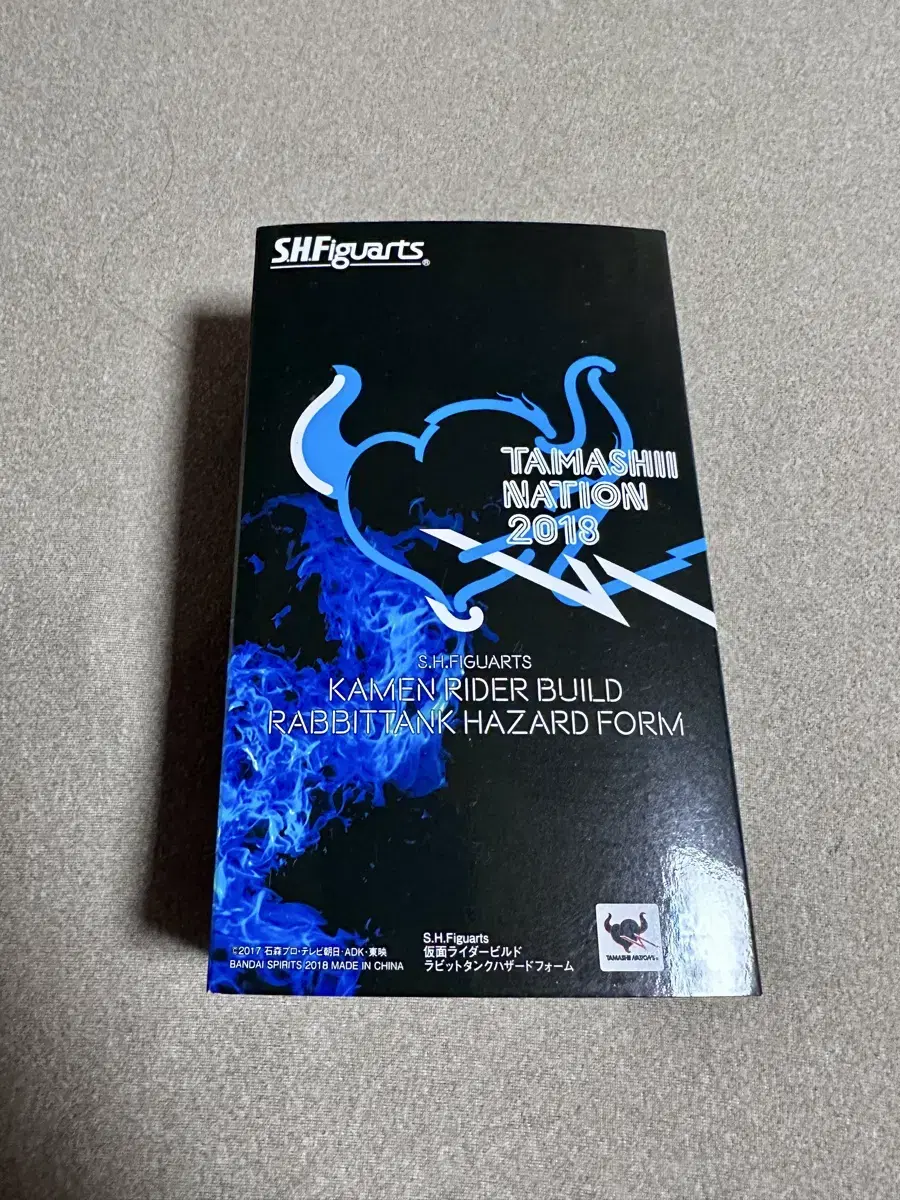 S.H.Figuarts®
TAMASHII
NATION
2018
S.H.FIGUARTS
KAMEN RIDER BUILD
RABBITTANK HAZARD FORM
©2017 石森プロ・テレビ朝日・ADK・東映
BANDAI SPIRITS 2018 MADE IN CHINA
S.H.Figuarts
仮面ライダービルド
ラビットタンクハザードフォーム
TAMASHII NATIONS